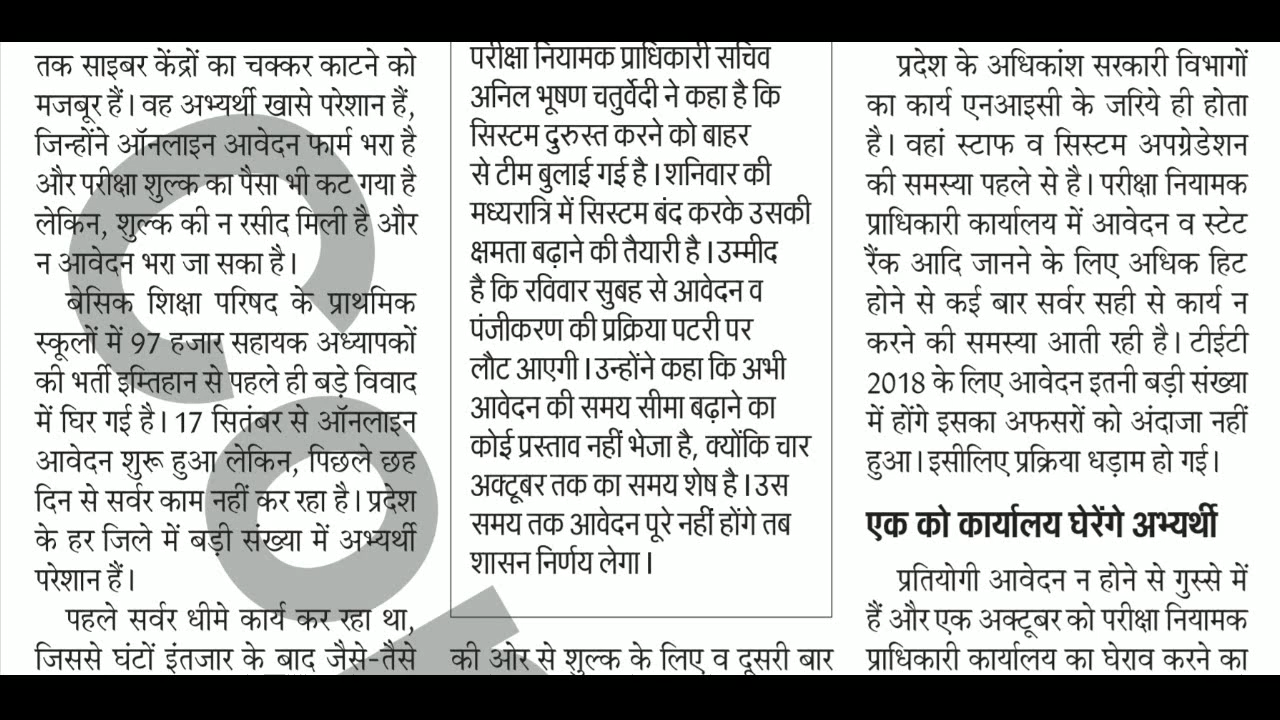 तक साइबर केंद्रों का चक्कर काटने को
मजबूर हैं। वह अभ्यर्थी खासे परेशान हैं,
जिन्होंने ऑनलाइन आवेदन फार्म भरा है
और परीक्षा शुल्क का पैसा भी कट गया है
लेकिन, शुल्क की न रसीद मिली है और
न आवेदन भरा जा सका है।
बेसिक शिक्षा परिषद के प्राथमिक
स्कूलों में 97 हजार सहायक अध्यापकों
की भर्ती इम्तिहान से पहले ही बड़े विवाद
में घिर गई है। 17 सितंबर से ऑनलाइन
आवेदन शुरू हुआ लेकिन, पिछले छह
दिन से सर्वर काम नहीं कर रहा है। प्रदेश
के हर जिले में बड़ी संख्या में अभ्यर्थी
परेशान हैं।
पहले सर्वर धीमे कार्य कर रहा था,
जिससे घंटों इंतजार के बाद जैसे-तैसे
परीक्षा नियामक प्राधिकारी सचिव
अनिल भूषण चतुर्वेदी ने कहा है कि
सिस्टम दुरुस्त करने को बाहर
से टीम बुलाई गई है। शनिवार की
मध्यरात्रि में सिस्टम बंद करके उसकी
क्षमता बढ़ाने की तैयारी है। उम्मीद
है कि रविवार सुबह से आवेदन व
पंजीकरण की प्रक्रिया पटरी पर
लौट आएगी। उन्होंने कहा कि अभी
आवेदन की समय सीमा बढ़ाने का
कोई प्रस्ताव नहीं भेजा है, क्योंकि चार
अक्टूबर तक का समय शेष है। उस
समय तक आवेदन पूरे नहीं होंगे तब
शासन निर्णय लेगा।
की ओर से शुल्क के लिए व दूसरी बार
प्रदेश के अधिकांश सरकारी विभागों
का कार्य एनआइसी के जरिये ही होता
है। वहां स्टाफ व सिस्टम अपग्रेडेशन
की समस्या पहले से है। परीक्षा नियामक
प्राधिकारी कार्यालय में आवेदन व स्टेट
रैंक आदि जानने के लिए अधिक हिट
होने से कई बार सर्वर सही से कार्य न
करने की समस्या आती रही है। टीईटी
2018 के लिए आवेदन इतनी बड़ी संख्या
में होंगे इसका अफसरों को अंदाजा नहीं
हुआ। इसीलिए प्रक्रिया धड़ाम हो गई।
एक को कार्यालय घेरेंगे अभ्यर्थी
प्रतियोगी आवेदन न होने से गुस्से में
हैं और एक अक्टूबर को परीक्षा नियामक
प्राधिकारी कार्यालय का घेराव करने का